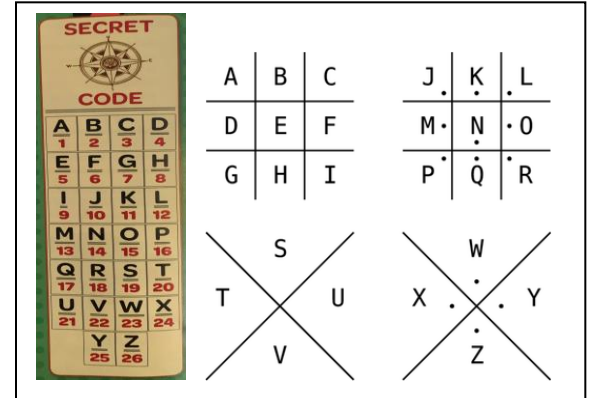 SECRET
W E
CODE
A B C D
1 2 3 4
E F G H
5 6 7 8
I J K L
9 10 11 12
M N O P
13 14 15 16
Q R S T
17 18 19 20
U V W X
21 22 23 24
Y Z
25 26
A B C
D E F
G H I
J K L
M N O
P Q R
S
T U
V
W
X Y
Z